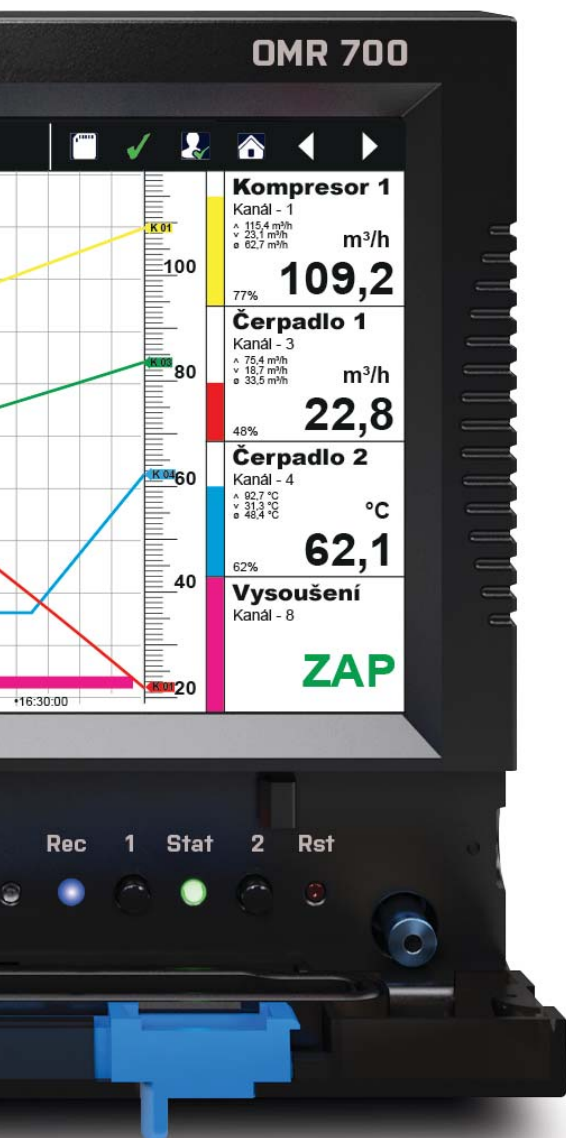 OMR 700
Kompresor 1
Kanál - 1
^ 115,4 m³/h
v 23,1 m³/h
ø 62,7 m³/h
m³/h
77%
109,2
Čerpadlo 1
Kanál - 3
^ 75,4 m³/h
v 18,7 m³/h
ø 33,5 m³/h
m³/h
48%
22,8
Čerpadlo 2
Kanál - 4
^ 92,7 °C
v 31,3 °C
ø 48,4 °C
°C
62%
62,1
Vysoušení
Kanál - 8
ZAP
K 01
100
K 03
80
K 04
60
40
K 01
20
16:30:00
Rec 1 Stat 2 Rst